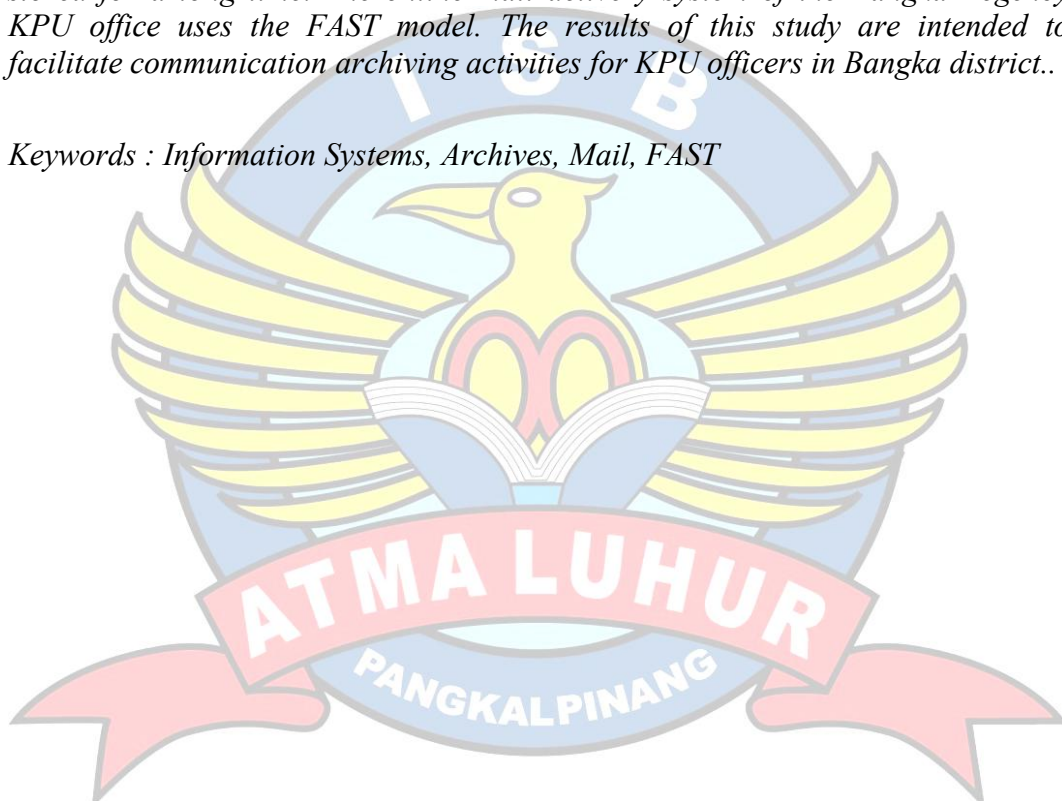 KPU office uses the FAST model. The results of this study are intended to
facilitate communication archiving activities for KPU officers in Bangka district..
Keywords : Information Systems, Archives, Mail, FAST
I S B
ATMA LUHUR
PANGKALPINANG